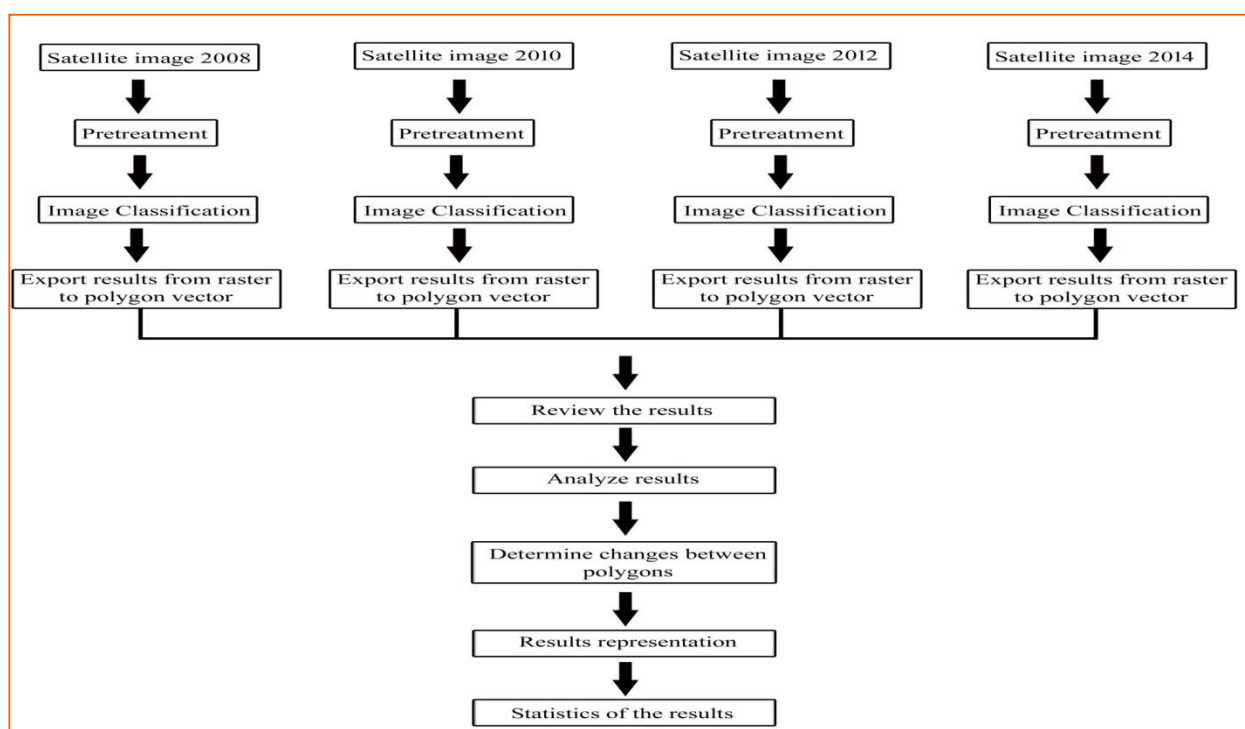 Satellite image 2008
Satellite image 2010
Satellite image 2012
Satellite image 2014
Pretreatment
Pretreatment
Pretreatment
Pretreatment
Image Classification
Image Classification
Image Classification
Image Classification
Export results from raster
to polygon vector
Export results from raster
to polygon vector
Export results from raster
to polygon vector
Export results from raster
to polygon vector
Review the results
Analyze results
Determine changes between
polygons
Results representation
Statistics of the results